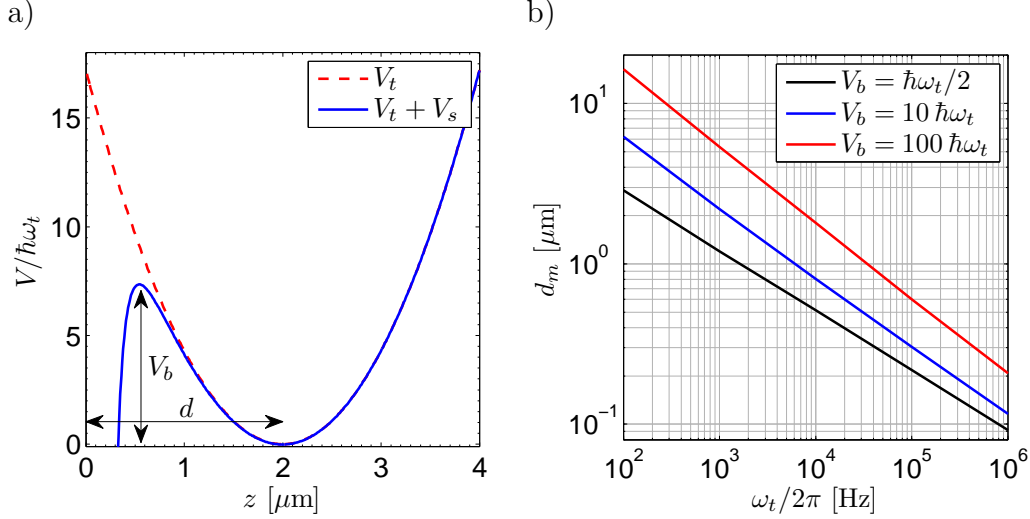 a)
V/ℏω_t
15
10
5
0
V_t
V_t + V_s
V_b
d
0 1 2 3 4
z [μm]
b)
d_m [μm]
10^1
10^0
10^-1
V_b = ℏω_t/2
V_b = 10 ℏω_t
V_b = 100 ℏω_t
10^2 10^3 10^4 10^5 10^6
ω_t/2π [Hz]